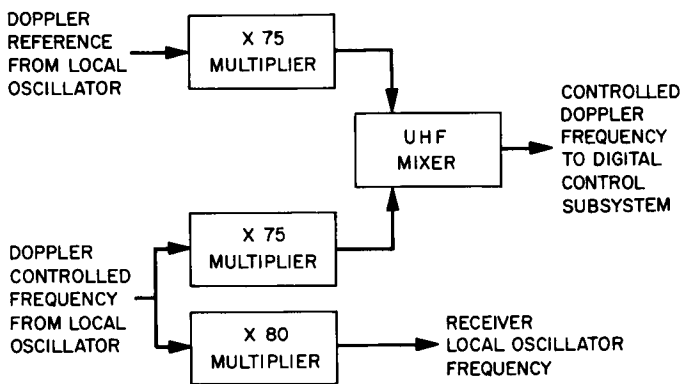 DOPPLER
REFERENCE
FROM LOCAL
OSCILLATOR
X 75
MULTIPLIER
UHF
MIXER
CONTROLLED
DOPPLER
FREQUENCY
TO DIGITAL
CONTROL
SUBSYSTEM
DOPPLER
CONTROLLED
FREQUENCY
FROM LOCAL
OSCILLATOR
X 75
MULTIPLIER
X 80
MULTIPLIER
RECEIVER
LOCAL OSCILLATOR
FREQUENCY